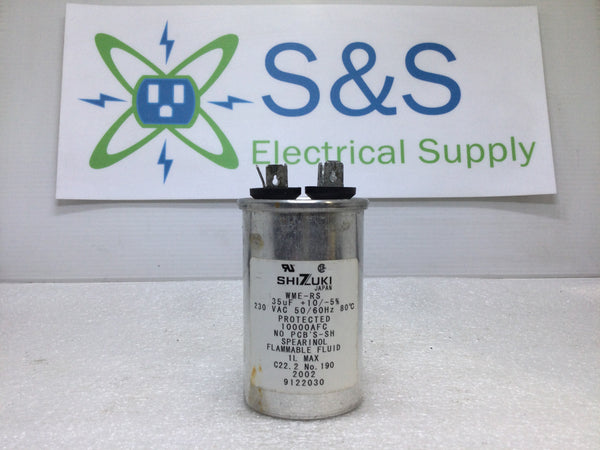 S&S
Electrical Supply
SHIZUKI
JAPAN
WME-RS
35uF +10/-5%
230 VAC 50/60Hz 80℃
PROTECTED
10000AFC
NO PCB'S-SH
SPEARINOL
FLAMMABLE FLUID
1L MAX
C22.2 No.190
2002
9122030